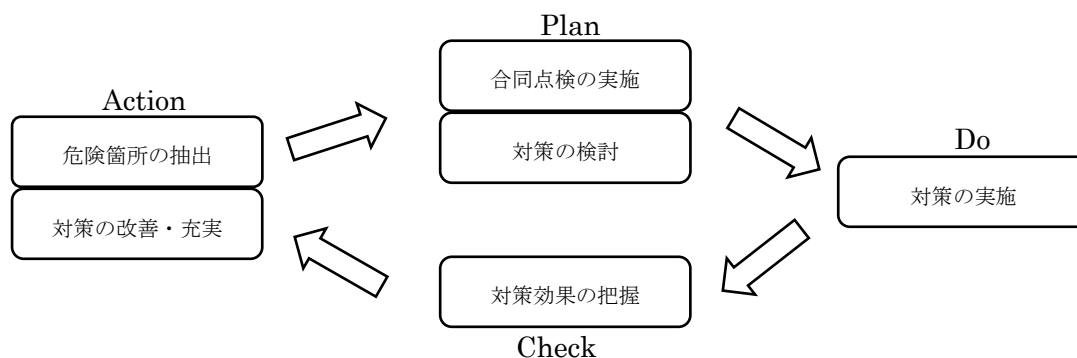 Plan
合同点検の実施
対策の検討
Action
危険箇所の抽出
対策の改善・充実
Do
対策の実施
対策効果の把握
Check